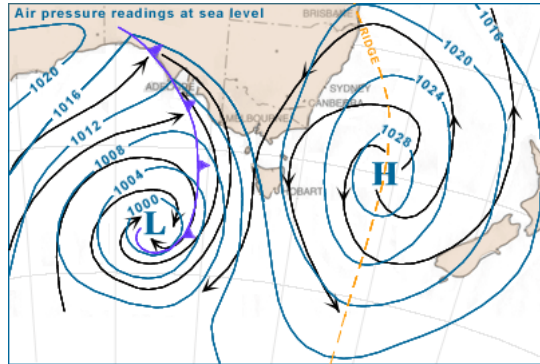 Air pressure readings at sea level
BRISBANE
1016
RIDGE
1020
1020
1016
ADELAIDE
SYDNEY
1024
CANBERRA
1012
MELBOURNE
1028
1008
H
1004
HOBART
1000
L